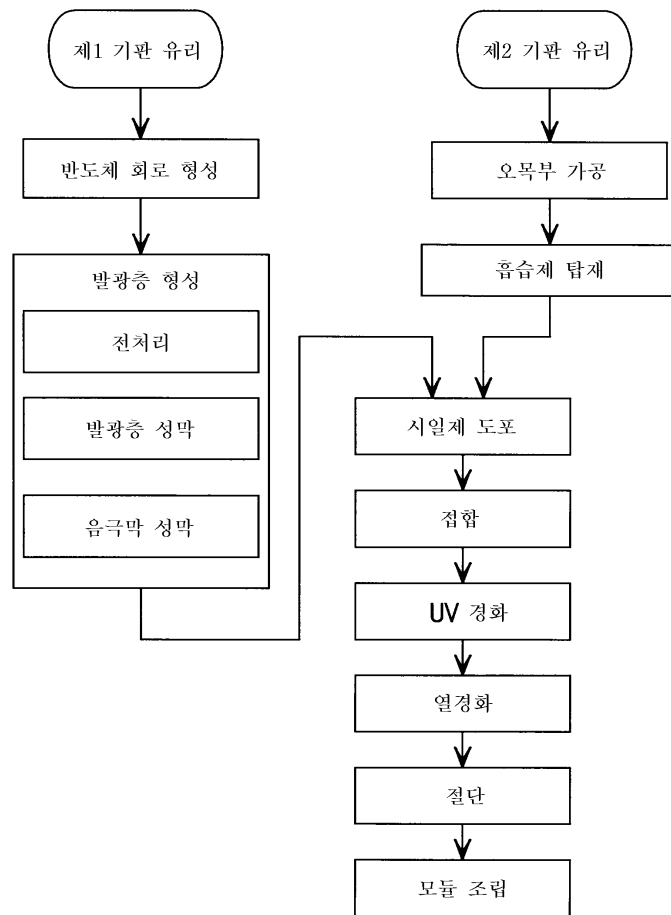 제1 기판 유리
제2 기판 유리
반도체 회로 형성
오목부 가공
발광층 형성
흡습제 탑재
전처리
발광층 성막
음극막 성막
시일제 도포
접합
UV 경화
열경화
절단
모듈 조립